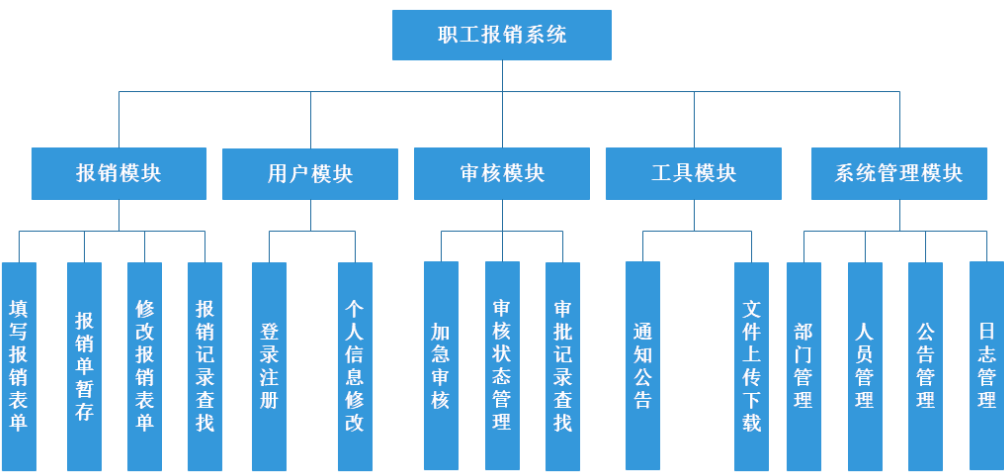 职工报销系统
报销模块
用户模块
审核模块
工具模块
系统管理模块
填写报销表单
报销单暂存
修改报销表单
报销记录查找
登录注册
个人信息修改
加急审核
审核状态管理
审批记录查找
通知公告
文件上传下载
部门管理
人员管理
公告管理
日志管理